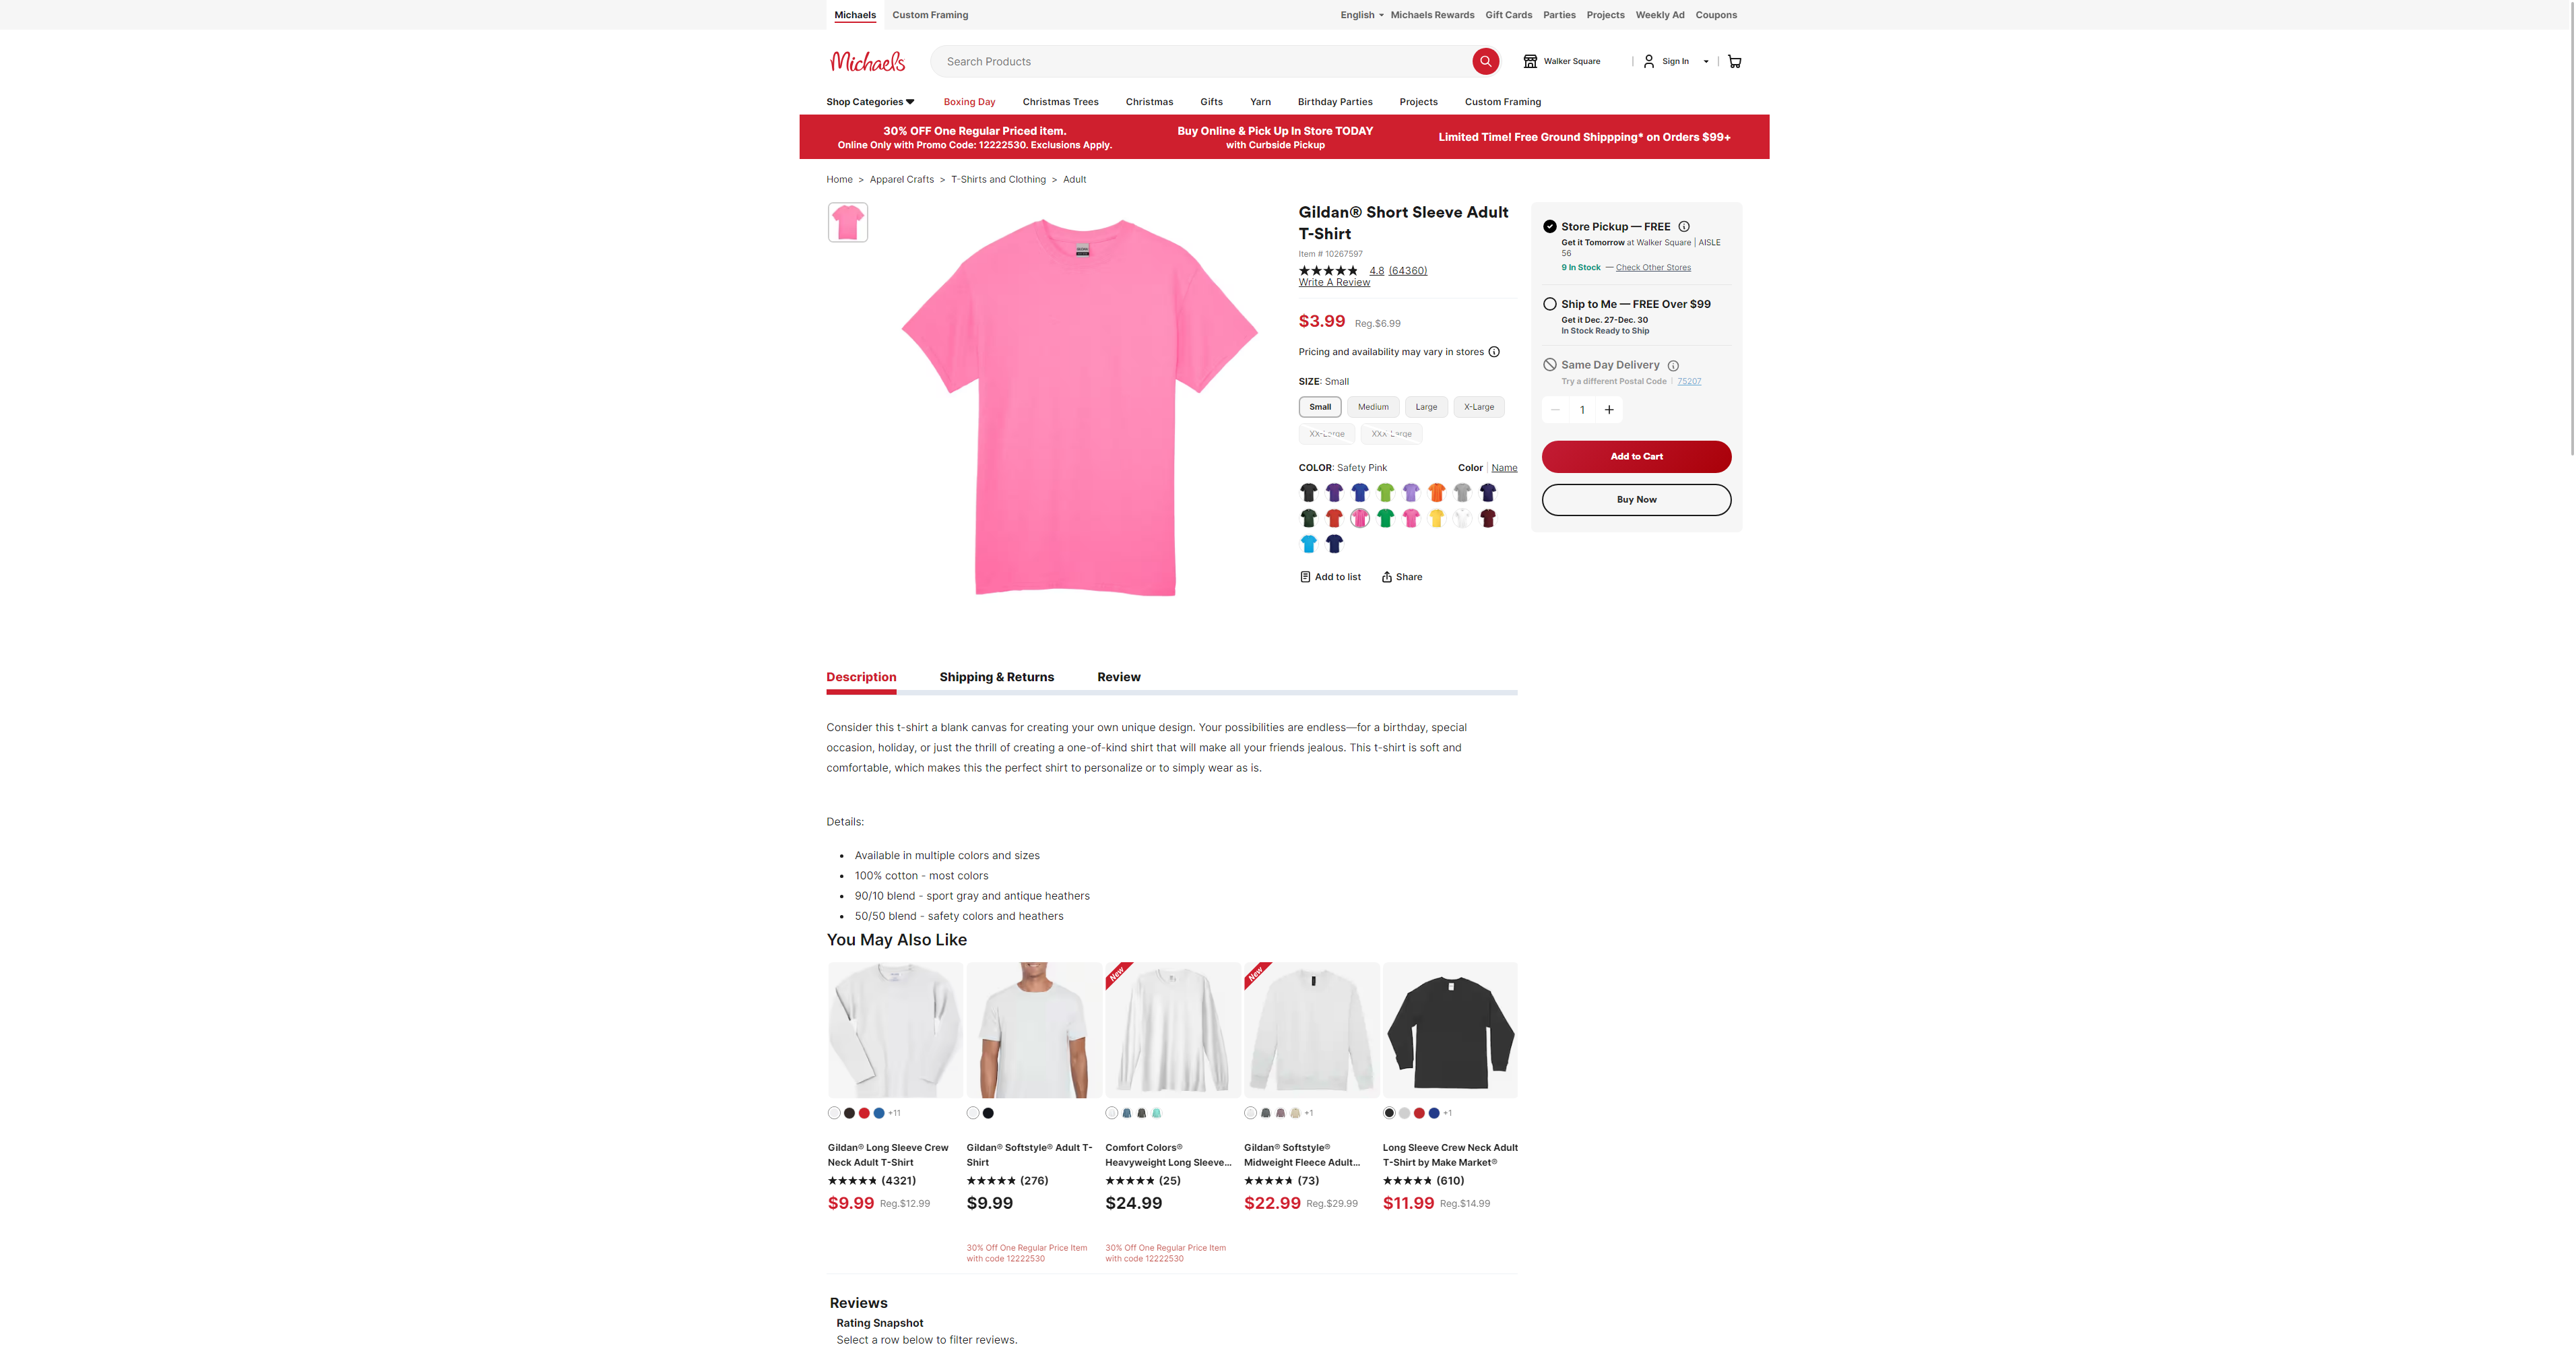 Michaels
Custom Framing
English
Michaels Rewards
Gift Cards
Parties
Projects
Weekly Ad
Coupons
Michaels
Search Products
Walker Square
Sign In
Shop Categories
Boxing Day
Christmas Trees
Christmas
Gifts
Yarn
Birthday Parties
Projects
Custom Framing
30% OFF One Regular Priced item.
Online Only with Promo Code: 12222530. Exclusions Apply.
Buy Online & Pick Up In Store TODAY
with Curbside Pickup
Limited Time! Free Ground Shippping* on Orders $99+
Home > Apparel Crafts > T-Shirts and Clothing > Adult
Gildan® Short Sleeve Adult
T-Shirt
Item # 10267597
4.8 (64360)
Write A Review
$3.99 Reg.$6.99
Pricing and availability may vary in stores
SIZE: Small
Small
Medium
Large
X-Large
XX-Large
XXX-Large
COLOR: Safety Pink
Color | Name
Add to list
Share
Store Pickup — FREE
Get it Tomorrow at Walker Square | AISLE
56
9 In Stock — Check Other Stores
Ship to Me — FREE Over $99
Get it Dec. 27-Dec. 30
In Stock Ready to Ship
Same Day Delivery
Try a different Postal Code | 75207
1
Add to Cart
Buy Now
Description
Shipping & Returns
Review
Consider this t-shirt a blank canvas for creating your own unique design. Your possibilities are endless—for a birthday, special
occasion, holiday, or just the thrill of creating a one-of-kind shirt that will make all your friends jealous. This t-shirt is soft and
comfortable, which makes this the perfect shirt to personalize or to simply wear as is.
Details:
Available in multiple colors and sizes
100% cotton - most colors
90/10 blend - sport gray and antique heathers
50/50 blend - safety colors and heathers
You May Also Like
+11
Gildan® Long Sleeve Crew
Neck Adult T-Shirt
(4321)
$9.99 Reg.$12.99
Gildan® Softstyle® Adult T-
Shirt
(276)
$9.99
30% Off One Regular Price Item
with code 12222530
New
Comfort Colors®
Heavyweight Long Sleeve...
(25)
$24.99
30% Off One Regular Price Item
with code 12222530
New
+1
Gildan® Softstyle®
Midweight Fleece Adult...
(73)
$22.99 Reg.$29.99
+1
Long Sleeve Crew Neck Adult
T-Shirt by Make Market®
(610)
$11.99 Reg.$14.99
Reviews
Rating Snapshot
Select a row below to filter reviews.